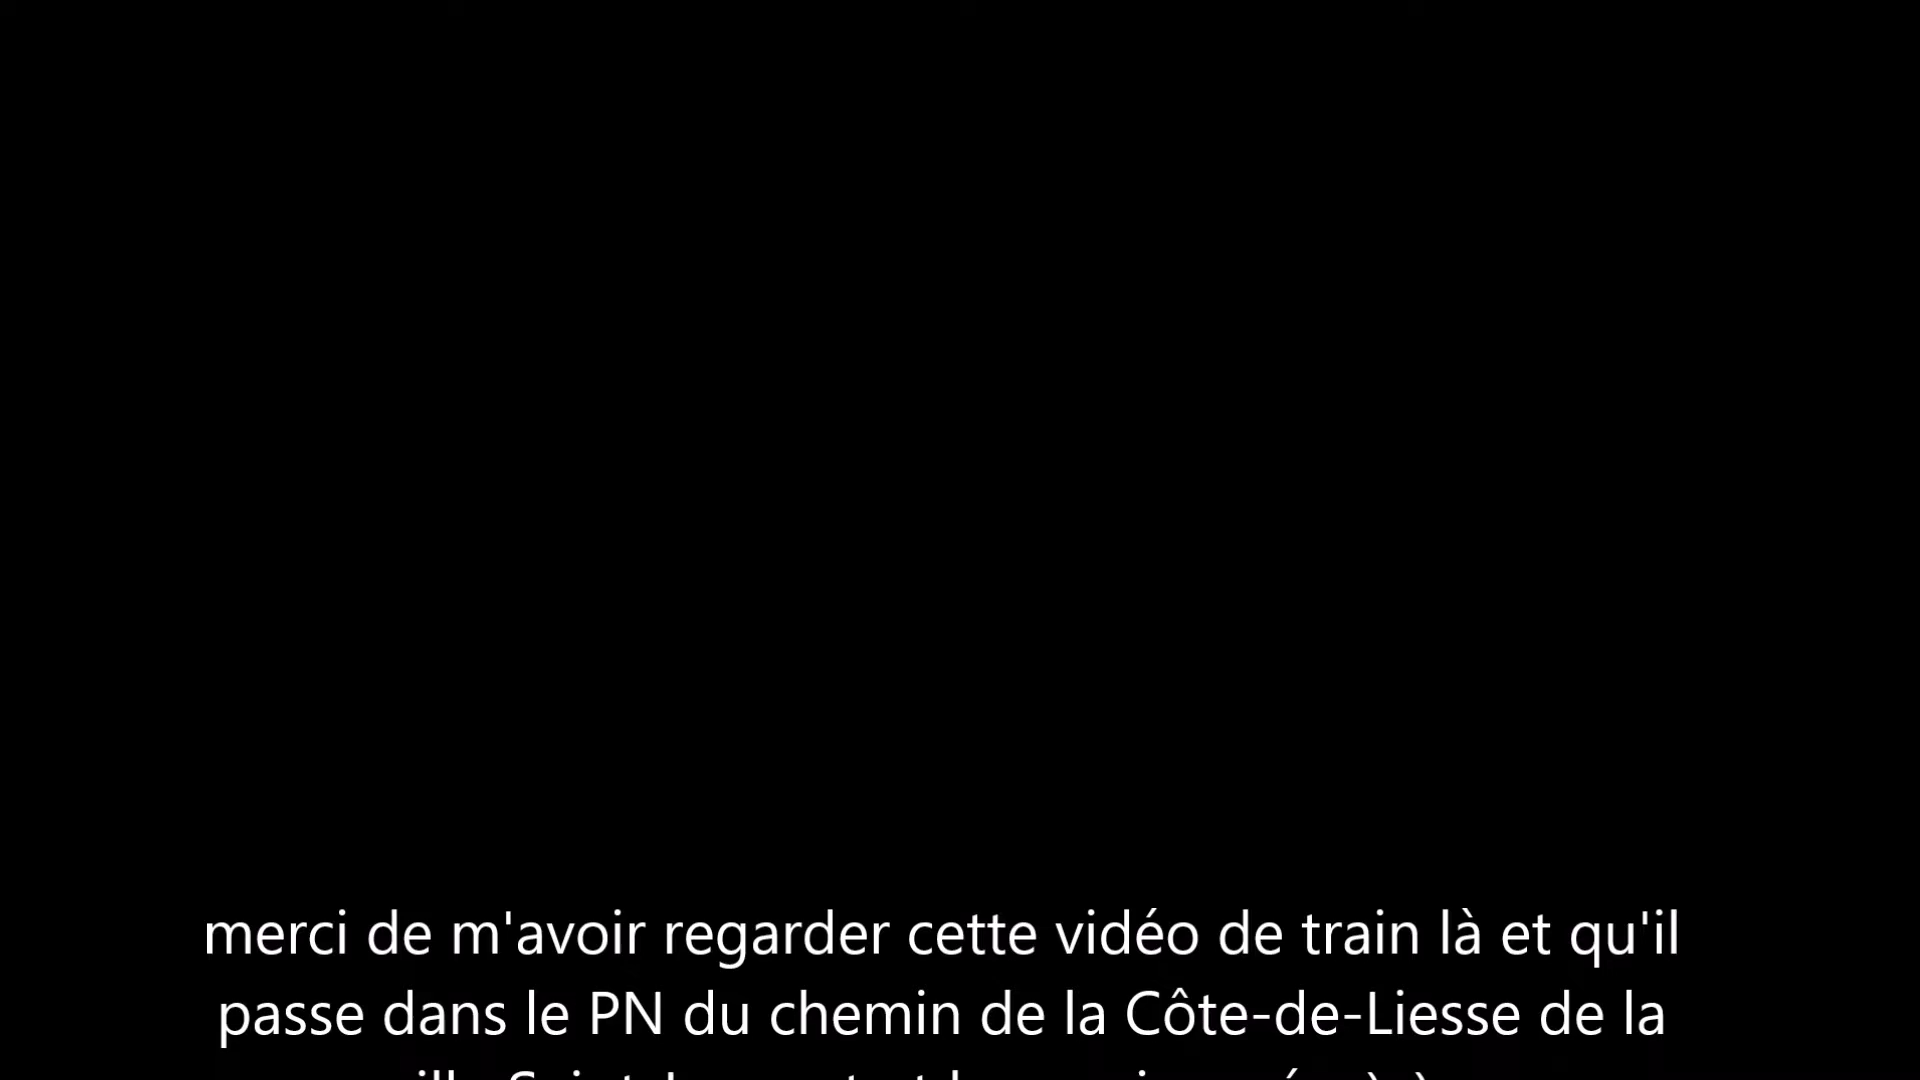 merci de m'avoir regarder cette vidéo de train là et qu'il
passe dans le PN du chemin de la Côte-de-Liesse de la